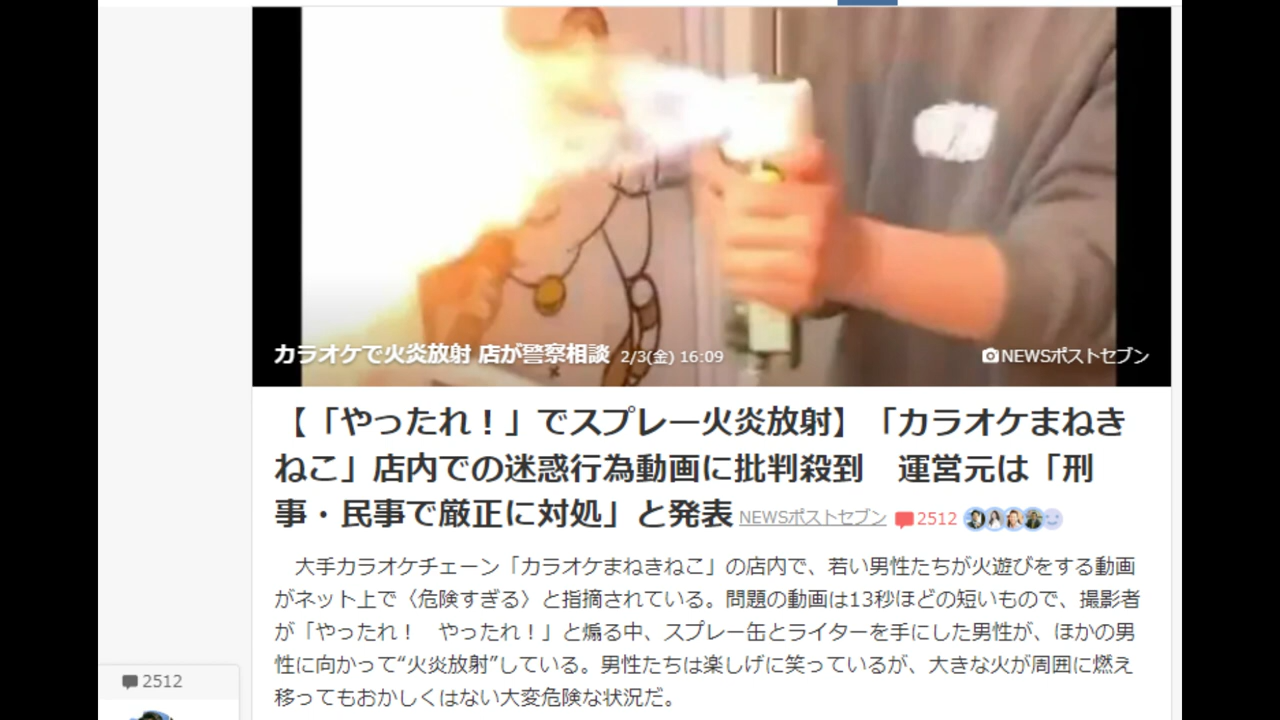 カラオケで火炎放射 店が警察相談 2/3(金) 16:09
NEWSポストセブン
【「やったれ！」でスプレー火炎放射】「カラオケまねき
ねこ」店内での迷惑行為動画に批判殺到　運営元は「刑
事・民事で厳正に対処」と発表 NEWSポストセブン 2512
大手カラオケチェーン「カラオケまねきねこ」の店内で、若い男性たちが火遊びをする動画
がネット上で〈危険すぎる〉と指摘されている。問題の動画は13秒ほどの短いもので、撮影者
が「やったれ！　やったれ！」と煽る中、スプレー缶とライターを手にした男性が、ほかの男
性に向かって“火炎放射”している。男性たちは楽しげに笑っているが、大きな火が周囲に燃え
移ってもおかしくはない大変危険な状況だ。
2512